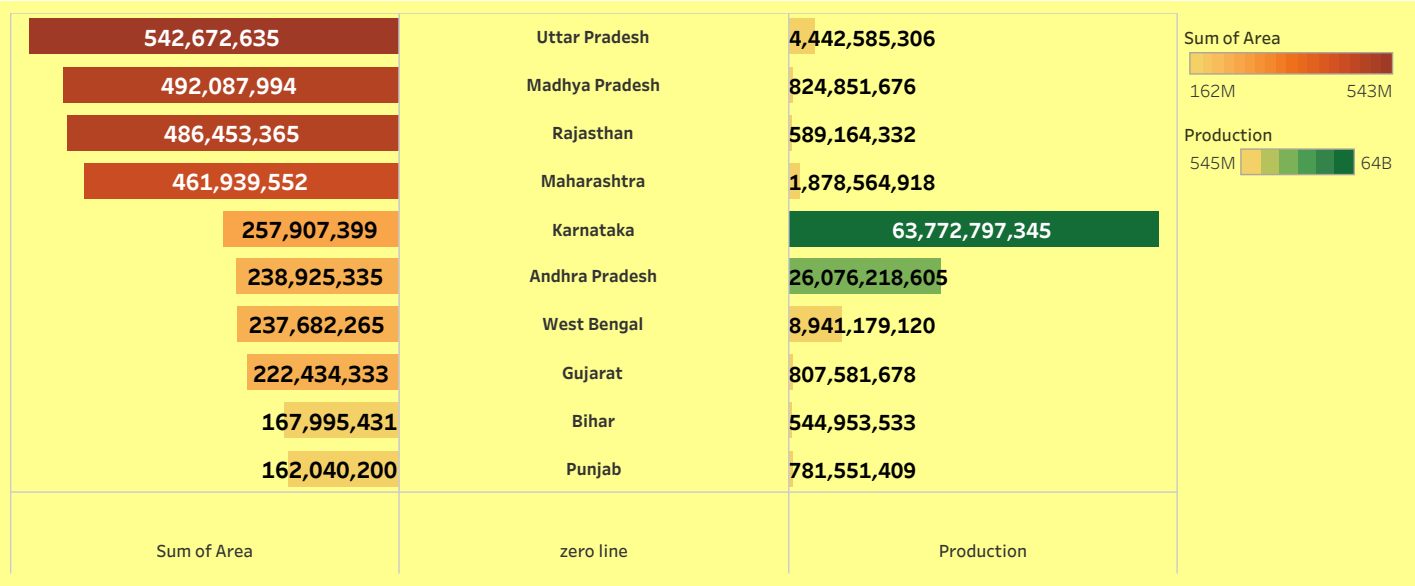 542,672,635 Uttar Pradesh 4,442,585,306
492,087,994 Madhya Pradesh 824,851,676
486,453,365 Rajasthan 589,164,332
461,939,552 Maharashtra 1,878,564,918
257,907,399 Karnataka 63,772,797,345
238,925,335 Andhra Pradesh 26,076,218,605
237,682,265 West Bengal 8,941,179,120
222,434,333 Gujarat 807,581,678
167,995,431 Bihar 544,953,533
162,040,200 Punjab 781,551,409
Sum of Area zero line Production
Sum of Area
162M 543M
Production
545M 64B